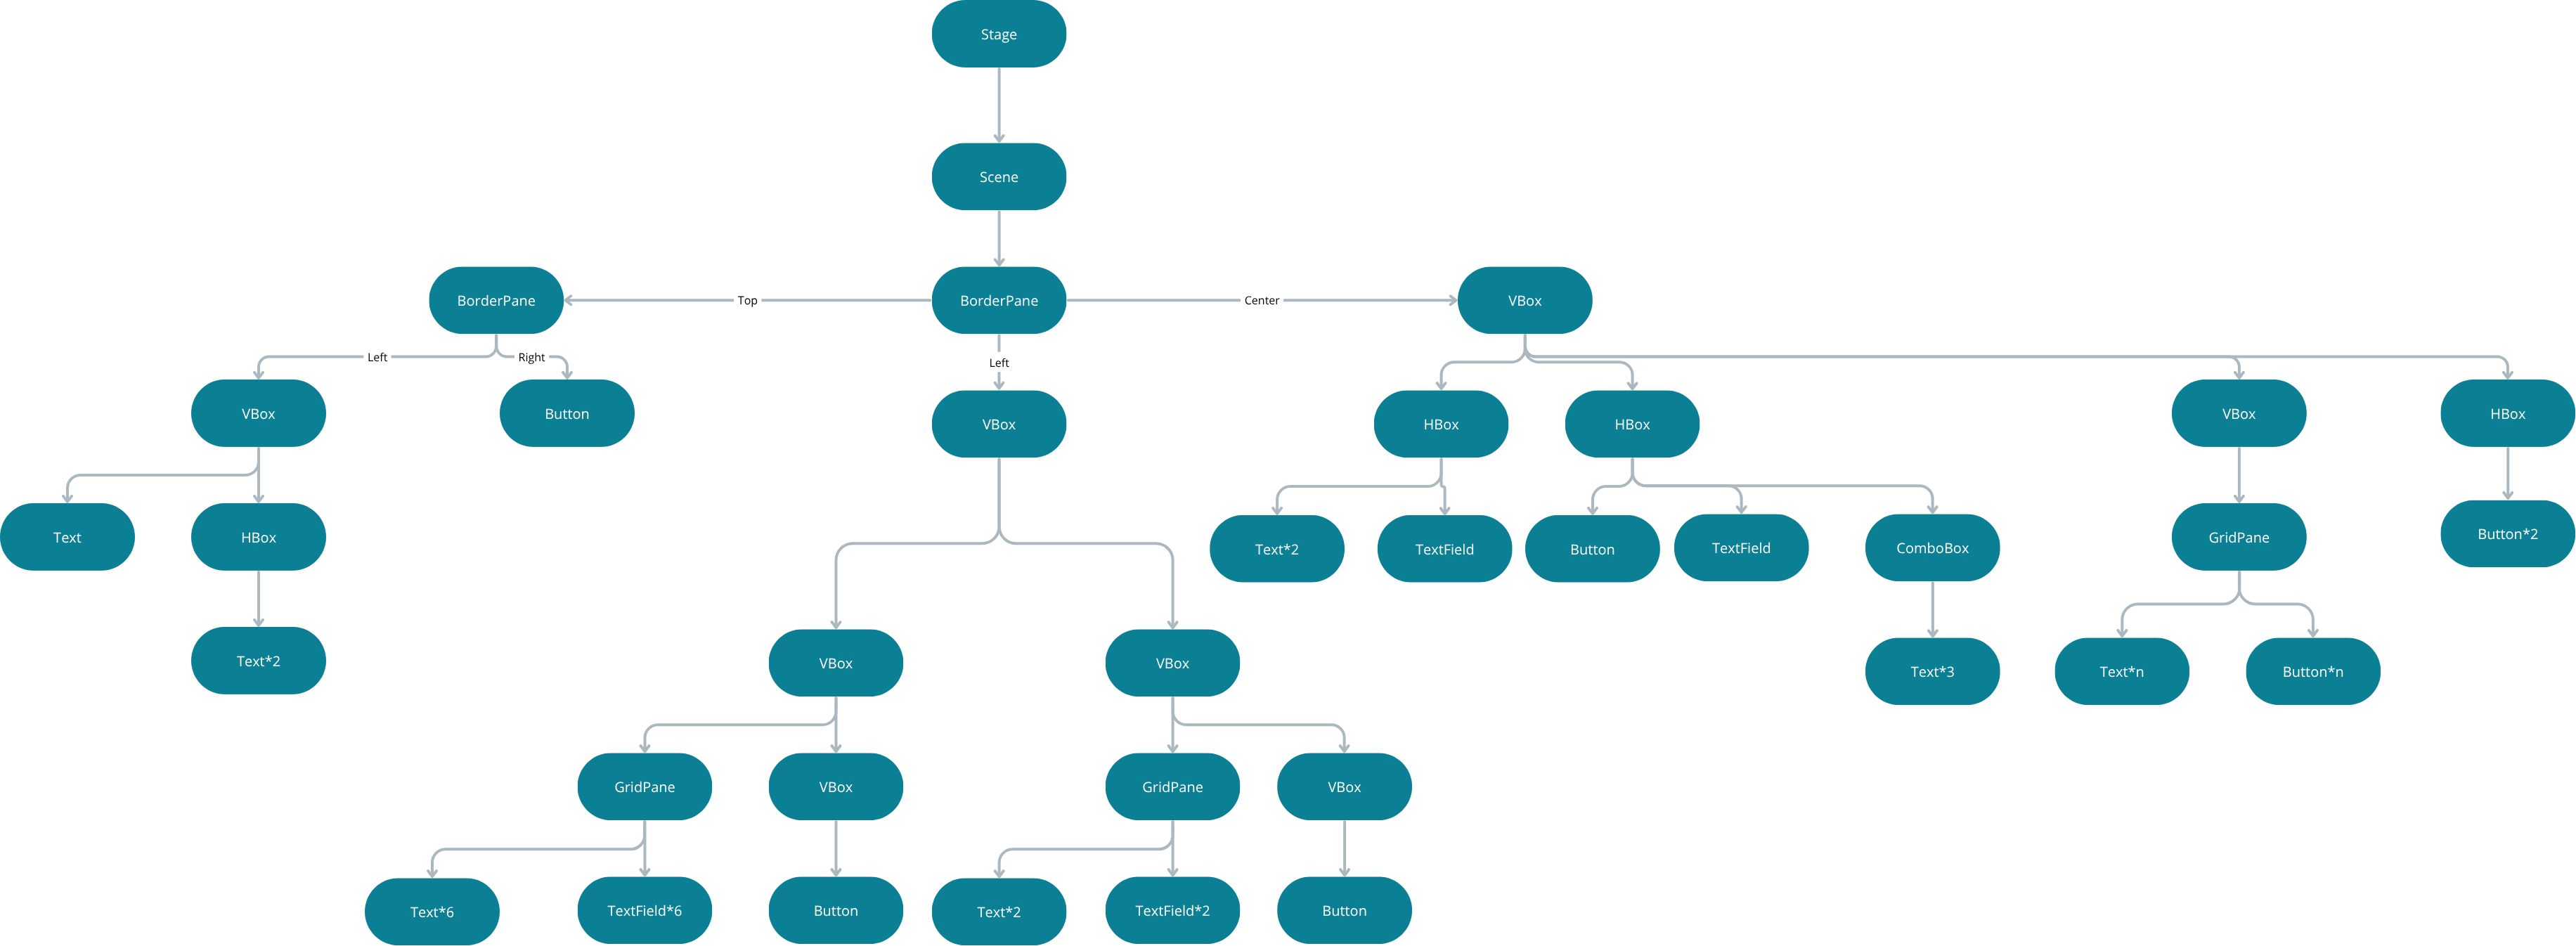 Stage
Scene
BorderPane
Top
BorderPane
Center
VBox
Left
Right
Left
VBox
Button
VBox
HBox
HBox
VBox
HBox
Text
HBox
Text*2
TextField
Button
TextField
ComboBox
GridPane
Button*2
Text*2
VBox
VBox
Text*3
Text*n
Button*n
GridPane
VBox
GridPane
VBox
Text*6
TextField*6
Button
Text*2
TextField*2
Button